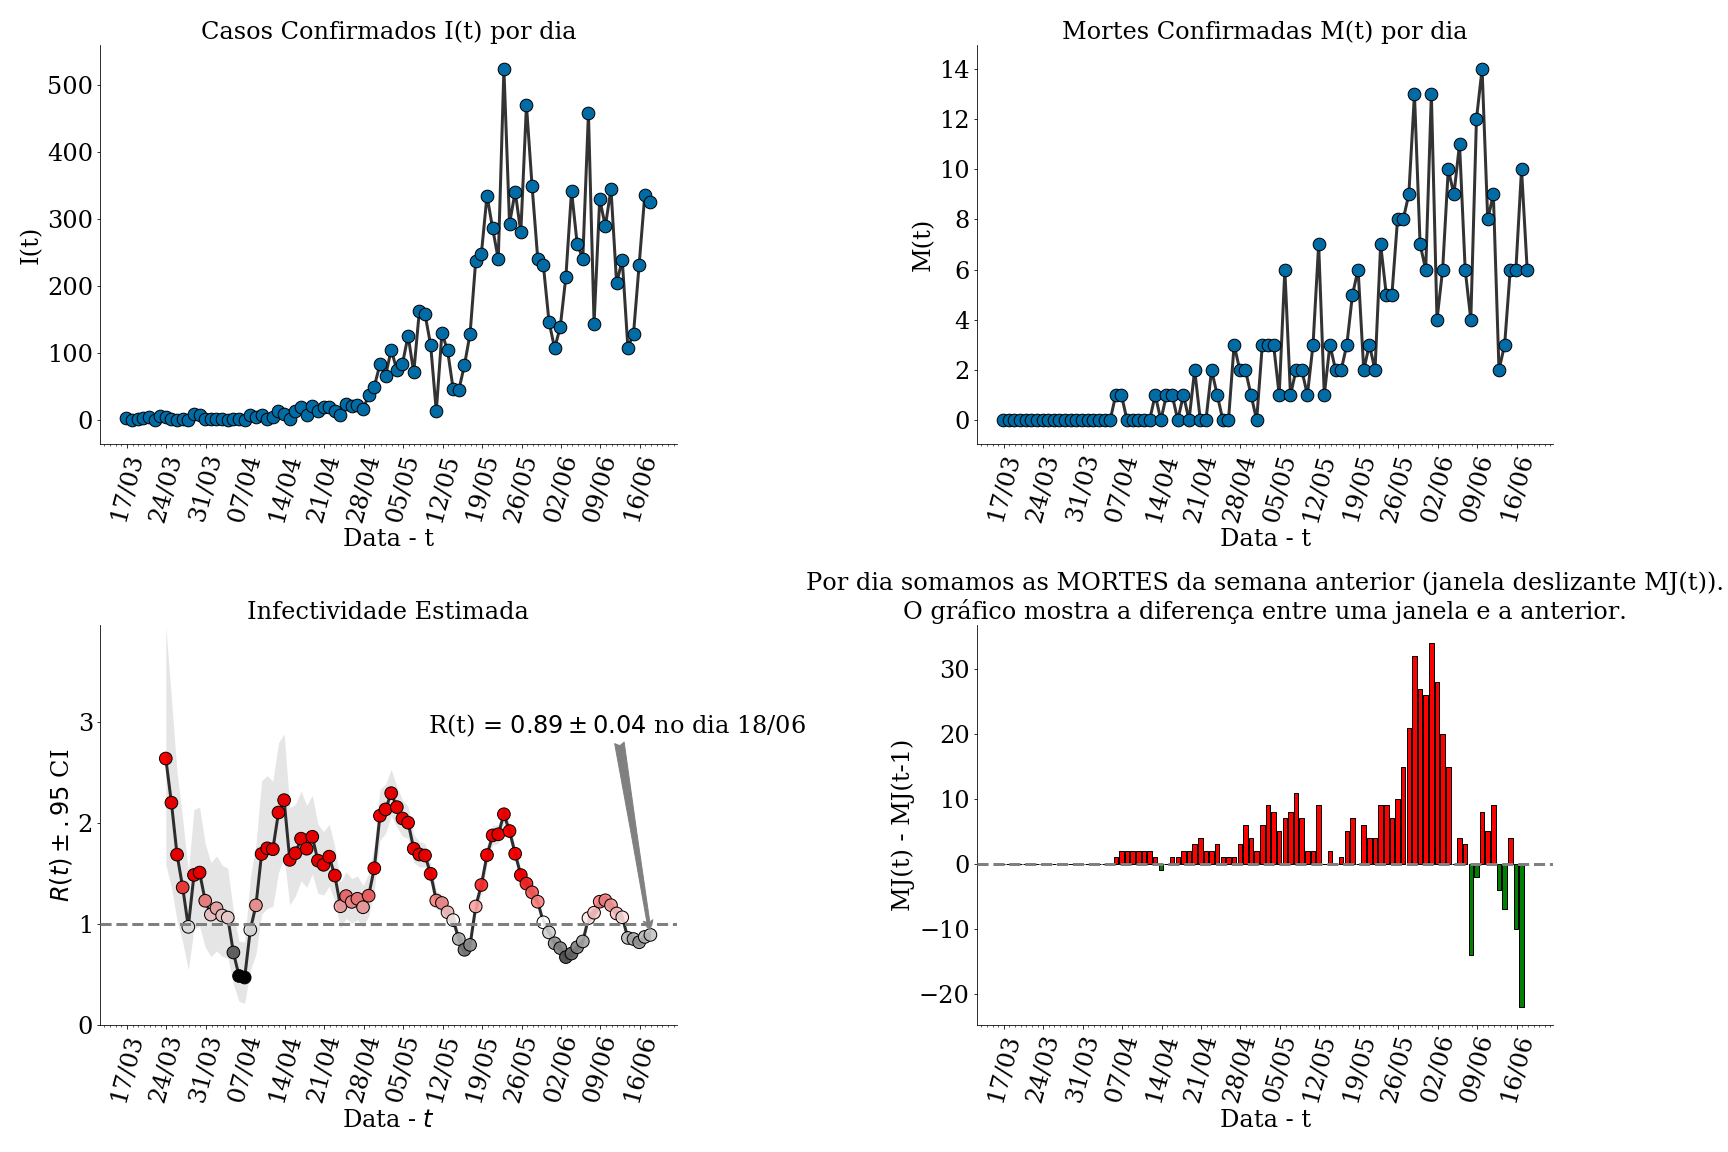 Casos Confirmados I(t) por dia
I(t)
500
400
300
200
100
0
17/03 24/03 31/03 07/04 14/04 21/04 28/04 05/05 12/05 19/05 26/05 02/06 09/06 16/06
Data - t
Mortes Confirmadas M(t) por dia
M(t)
14
12
10
8
6
4
2
0
17/03 24/03 31/03 07/04 14/04 21/04 28/04 05/05 12/05 19/05 26/05 02/06 09/06 16/06
Data - t
Infectividade Estimada
R(t) ± .95 CI
3
2
1
0
R(t) = 0.89 ± 0.04 no dia 18/06
17/03 24/03 31/03 07/04 14/04 21/04 28/04 05/05 12/05 19/05 26/05 02/06 09/06 16/06
Data - t
Por dia somamos as MORTES da semana anterior (janela deslizante MJ(t)).
O gráfico mostra a diferença entre uma janela e a anterior.
MJ(t) - MJ(t-1)
30
20
10
0
−10
−20
17/03 24/03 31/03 07/04 14/04 21/04 28/04 05/05 12/05 19/05 26/05 02/06 09/06 16/06
Data - t